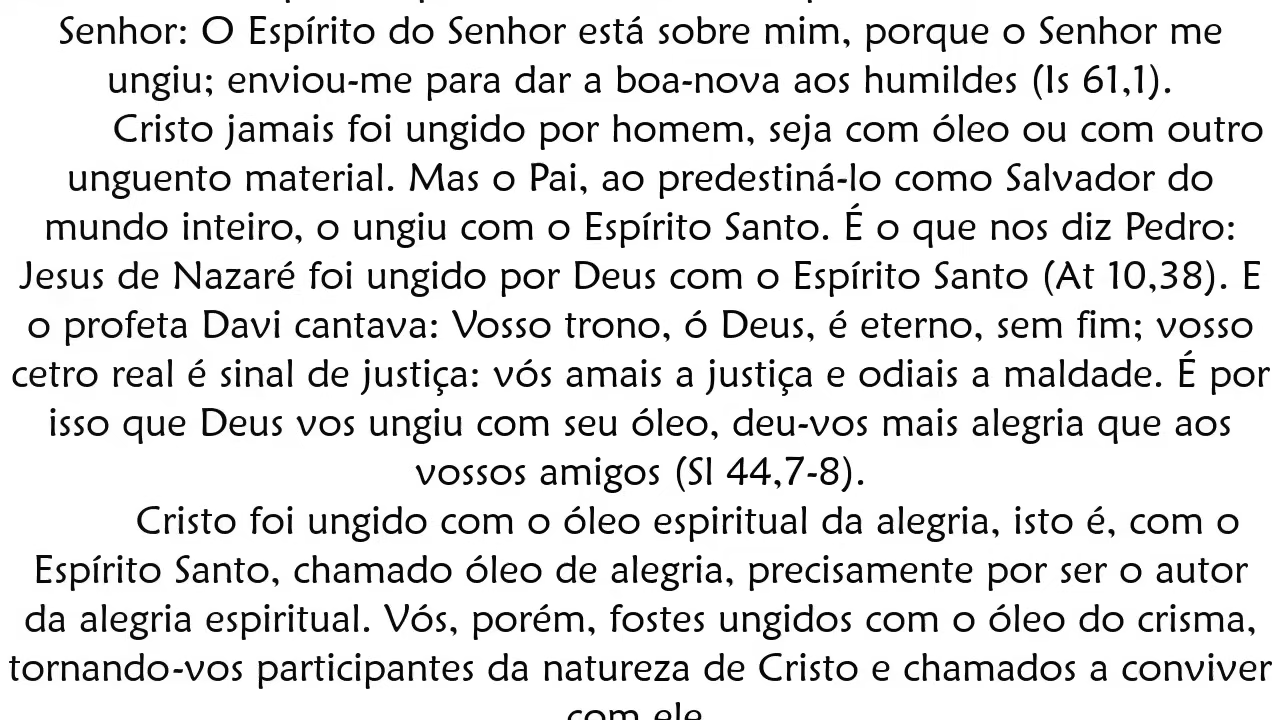 Senhor: O Espírito do Senhor está sobre mim, porque o Senhor me
ungiu; enviou-me para dar a boa-nova aos humildes (Is 61,1).
Cristo jamais foi ungido por homem, seja com óleo ou com outro
unguento material. Mas o Pai, ao predestiná-lo como Salvador do
mundo inteiro, o ungiu com o Espírito Santo. É o que nos diz Pedro:
Jesus de Nazaré foi ungido por Deus com o Espírito Santo (At 10,38). E
o profeta Davi cantava: Vosso trono, ó Deus, é eterno, sem fim; vosso
cetro real é sinal de justiça: vós amais a justiça e odiais a maldade. É por
isso que Deus vos ungiu com seu óleo, deu-vos mais alegria que aos
vossos amigos (Sl 44,7-8).
Cristo foi ungido com o óleo espiritual da alegria, isto é, com o
Espírito Santo, chamado óleo de alegria, precisamente por ser o autor
da alegria espiritual. Vós, porém, fostes ungidos com o óleo do crisma,
tornando-vos participantes da natureza de Cristo e chamados a conviver
com ele